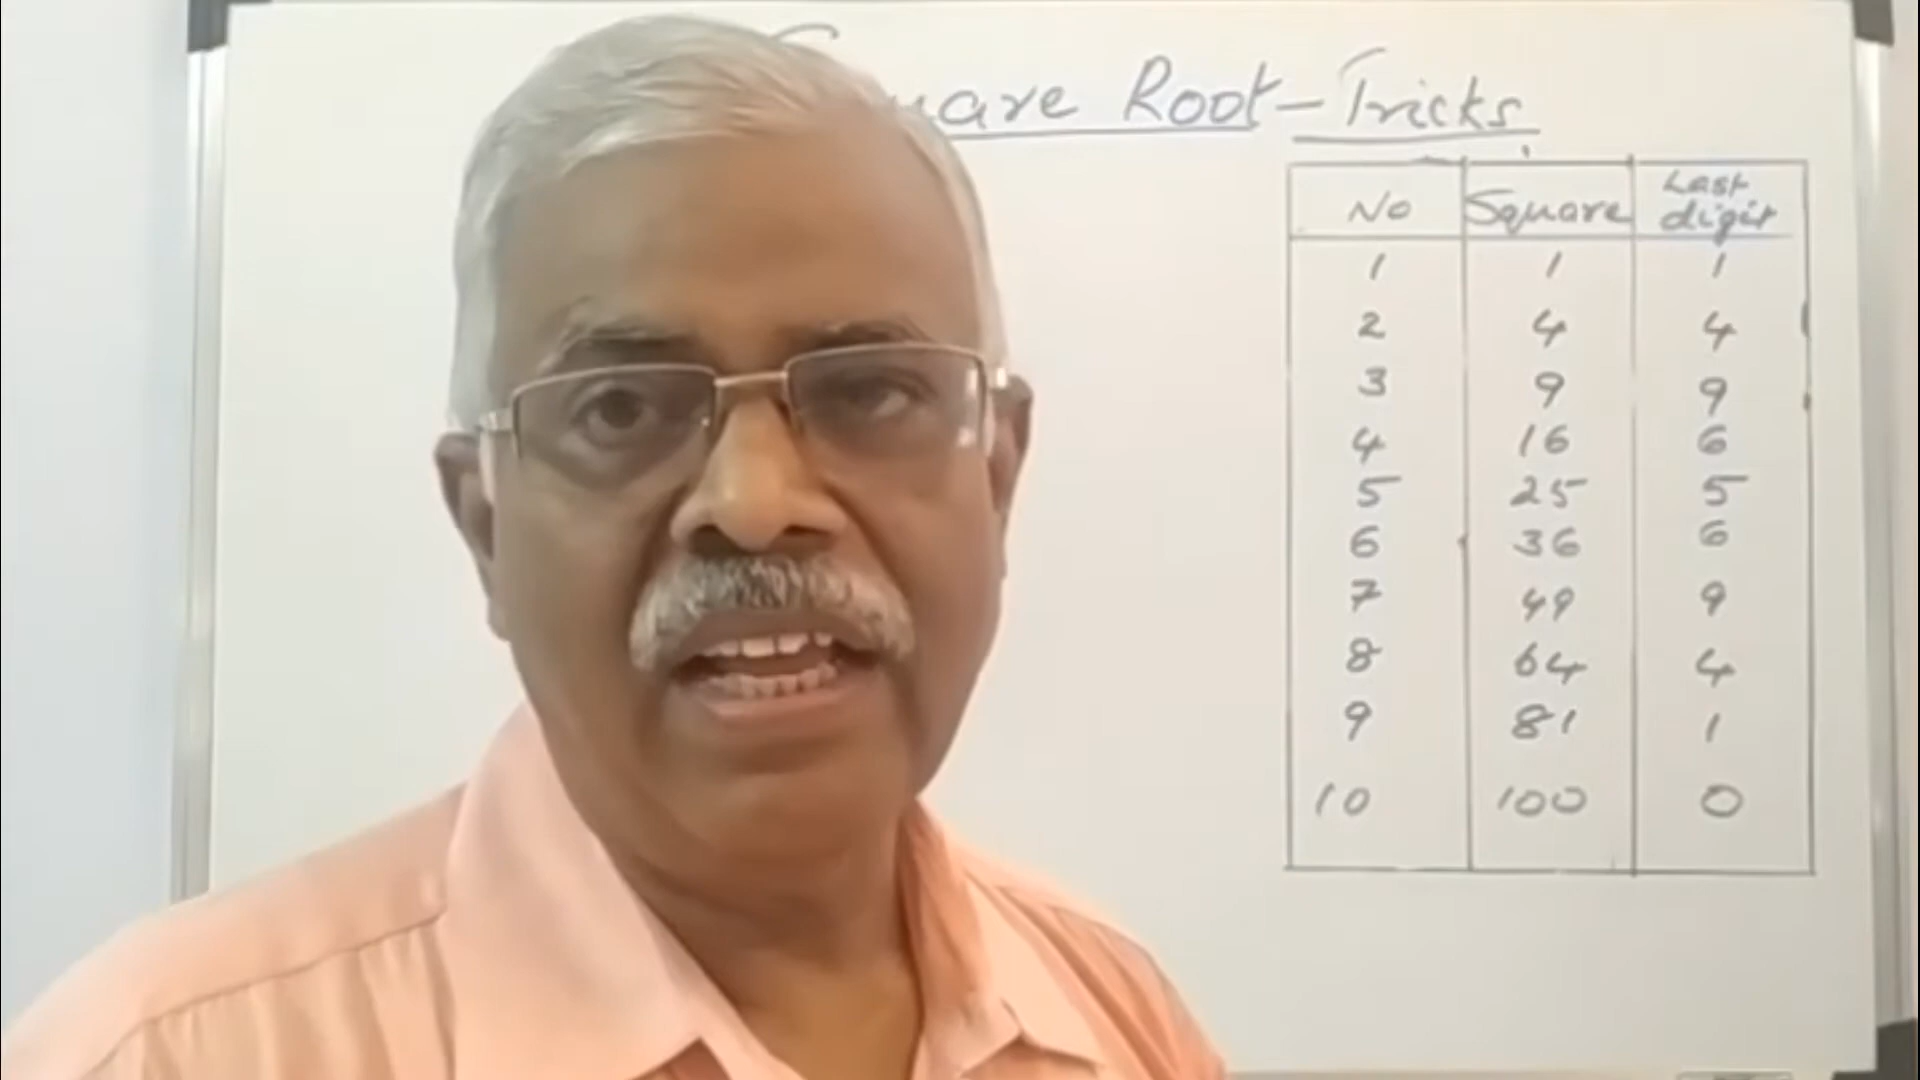 Root-Tricks
No Square Last digit
1 1 1
2 4 4
3 9 9
4 16 6
5 25 5
6 36 6
7 49 9
8 64 4
9 81 1
10 100 0